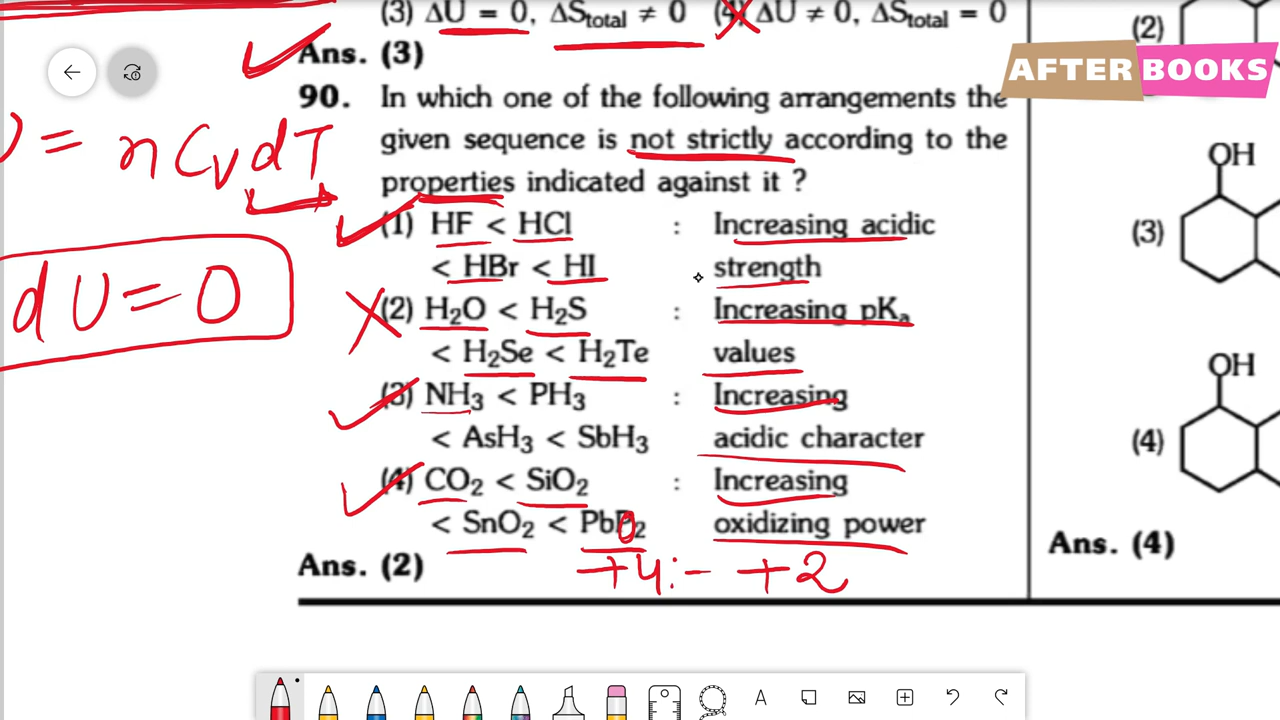 (3) ΔU = 0, ΔStotal ≠ 0 (4) ΔU ≠ 0, ΔStotal = 0
Ans. (3)
90. In which one of the following arrangements the
given sequence is not strictly according to the
properties indicated against it ?
(1) HF < HCl : Increasing acidic
< HBr < HI strength
(2) H2O < H2S : Increasing pKa
< H2Se < H2Te values
(3) NH3 < PH3 : Increasing
< AsH3 < SbH3 acidic character
(4) CO2 < SiO2 : Increasing
< SnO2 < PbO2 oxidizing power
+4:- +2
Ans. (2)
= nCvdT
dU = 0
AFTER BOOKS
(2)
OH
(3)
OH
(4)
Ans. (4)
A